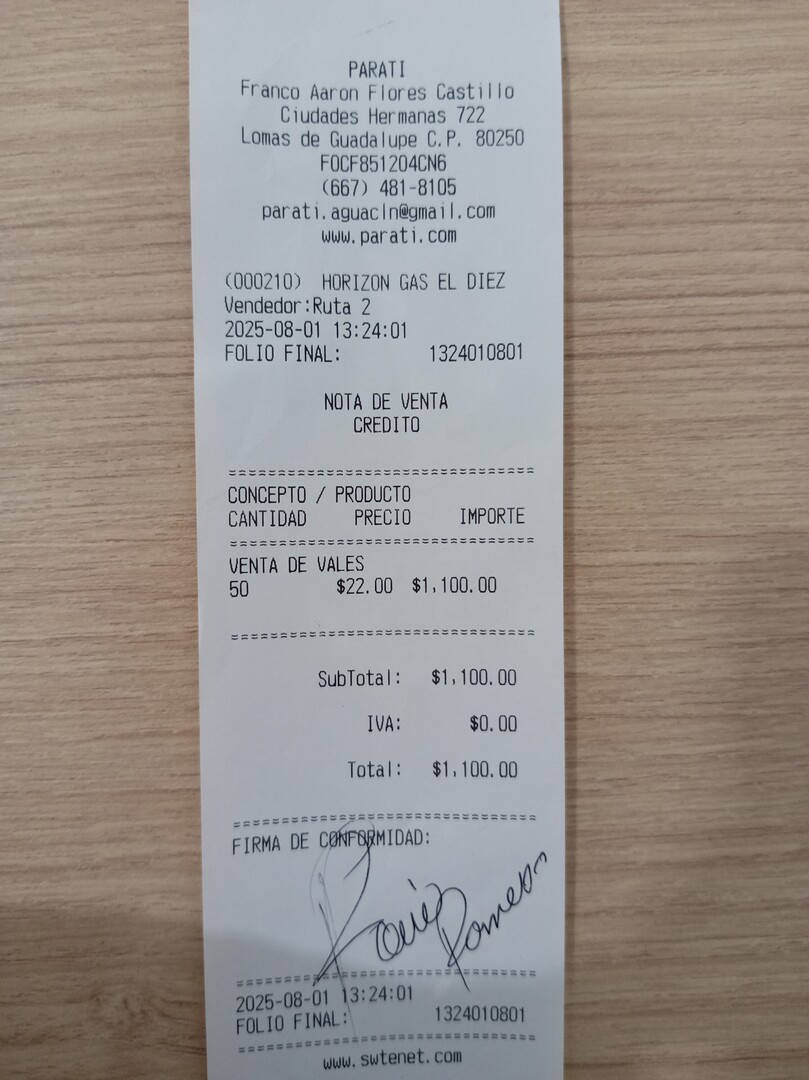 PARATI
Franco Aaron Flores Castillo
Ciudades Hermanas 722
Lomas de Guadalupe C.P. 80250
FOCF851204CN6
(667) 481-8105
parati.aguacln@gmail.com
www.parati.com
(000210) HORIZON GAS EL DIEZ
Vendedor:Ruta 2
2025-08-01 13:24:01
FOLIO FINAL: 1324010801
NOTA DE VENTA
CREDITO
==============================
CONCEPTO / PRODUCTO
CANTIDAD PRECIO IMPORTE
==============================
VENTA DE VALES
50 $22.00 $1,100.00
==============================
SubTotal: $1,100.00
IVA: $0.00
Total: $1,100.00
==============================
FIRMA DE CONFORMIDAD:
==============================
2025-08-01 13:24:01
FOLIO FINAL: 1324010801
==============================
www.swtenet.com